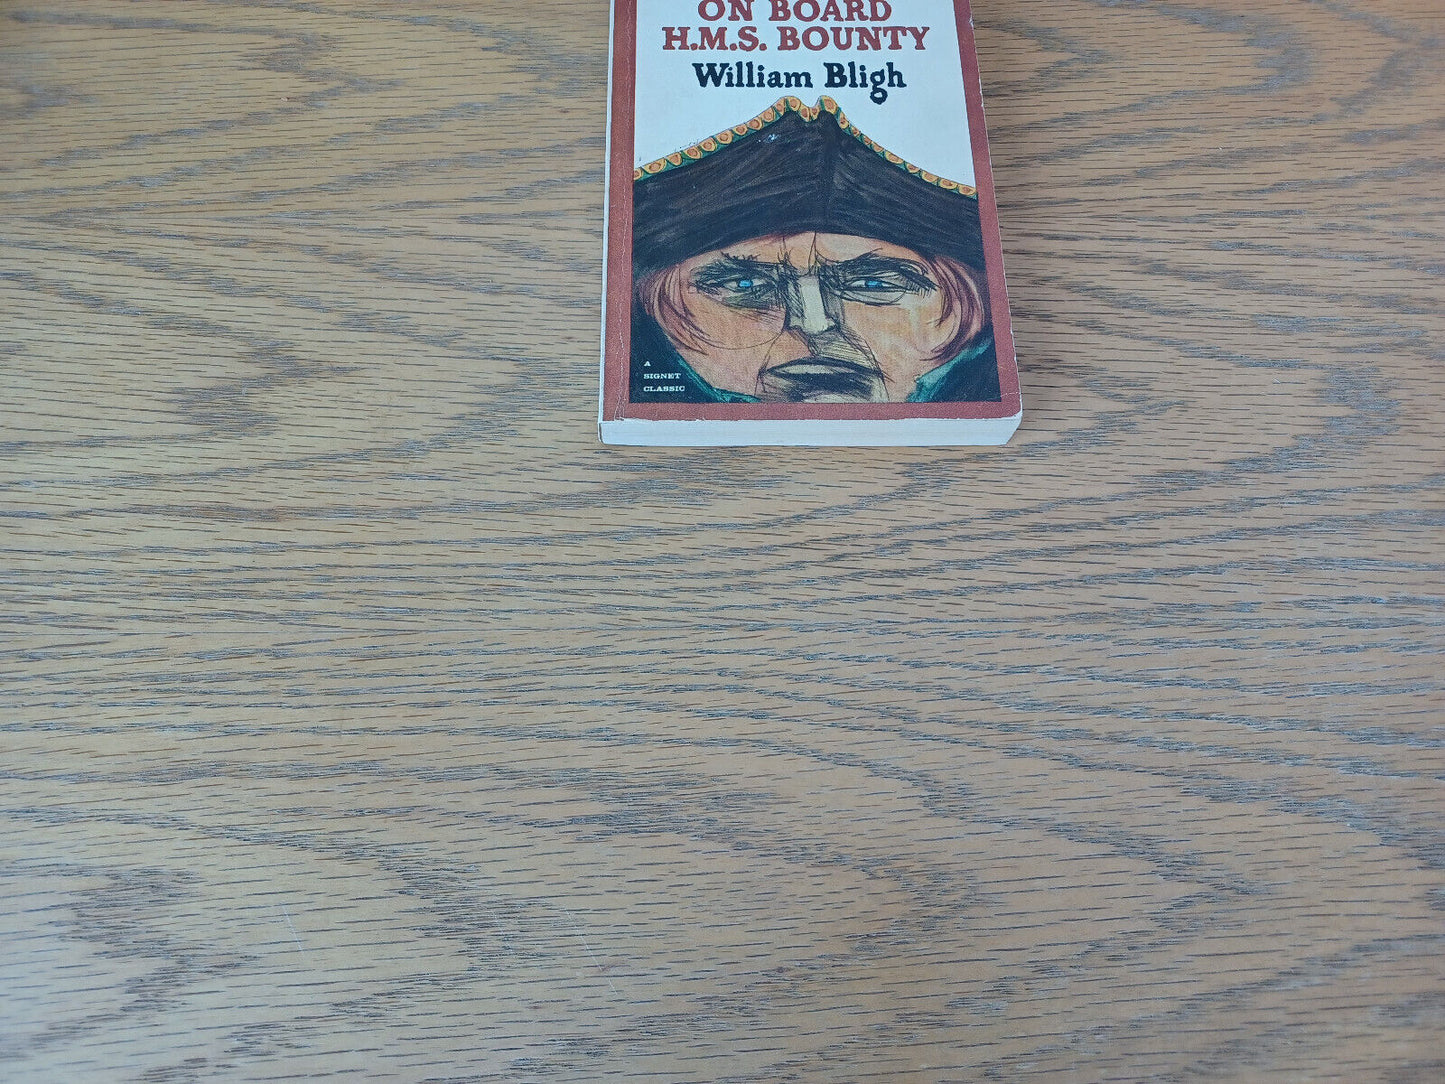 ON BOARD
H.M.S. BOUNTY
William Bligh
A
SIGNET
CLASSIC